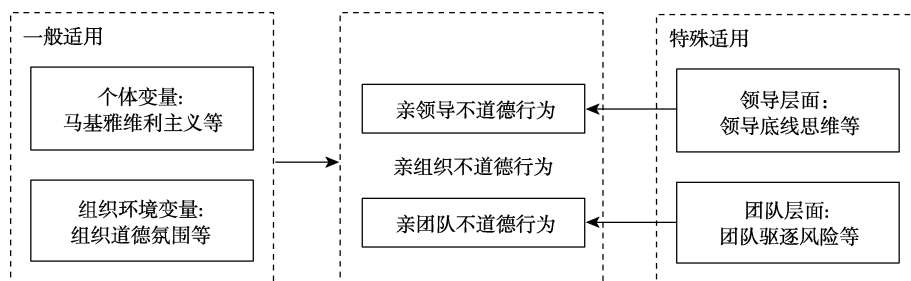 一般适用
个体变量:
马基雅维利主义等
组织环境变量:
组织道德氛围等
亲领导不道德行为
亲组织不道德行为
亲团队不道德行为
特殊适用
领导层面：
领导底线思维等
团队层面:
团队驱逐风险等